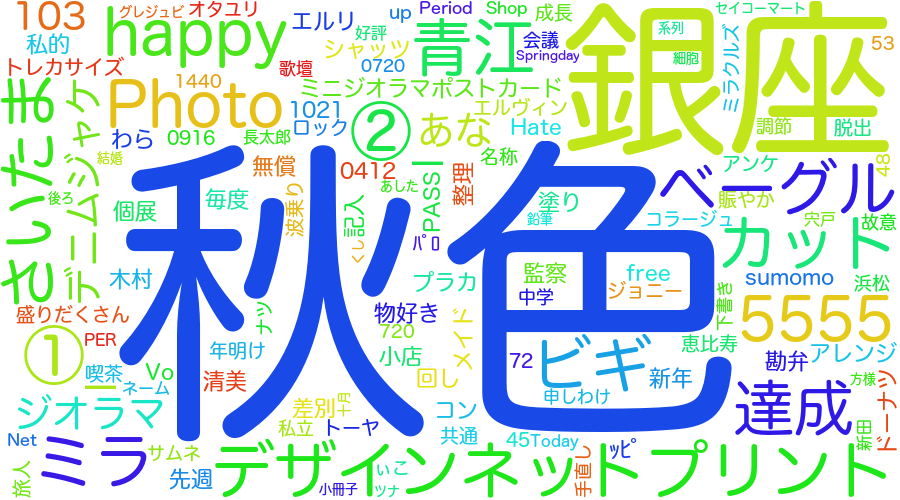 グレジュビ
オタユリ
エルリ
up
Period
Shop
成長
セイコーマート
103
私的
happy
好評
シャッツ
0720
青江
会議
Springday
系列
細胞
銀座
ミラクルズ
53
トレカサイズ
1440
歌壇
ミニジオラマポストカード
さいたま
デニムジャケ
Photo
1021
ロック
②
あな
エルヴィン
Hate
調節
脱出
わら
0916
長太郎
名称
アンケ
48
結婚
無償
0412
あした
PASS
整理
ベーグル
後ろ
個展
毎度
波乗り
記入
塗り
鉛筆
コラージュ
賑やか
宍戸
故意
秋色
パロ
カット
木村
くし
プラカ
監察
free
sumomo
浜松
ナッツ
中学
ジョニー
物好き
盛りだくさん
720
下書き
5555
PER
年明け
小店
メイド
72
ビギ
恵比寿
勘弁
アレンジ
①
喫茶
Vo
清美
回し
新年
方様
ネーム
申しわけ
達成
ドーナツ
ジオラマ
差別
十円
コン
私立
トーヤ
共通
45
Today
新田
Net
ミラ
サムネ
デザインネットプリント
ッピ
旅人
先週
小冊子
いこ
ツナ
手直し